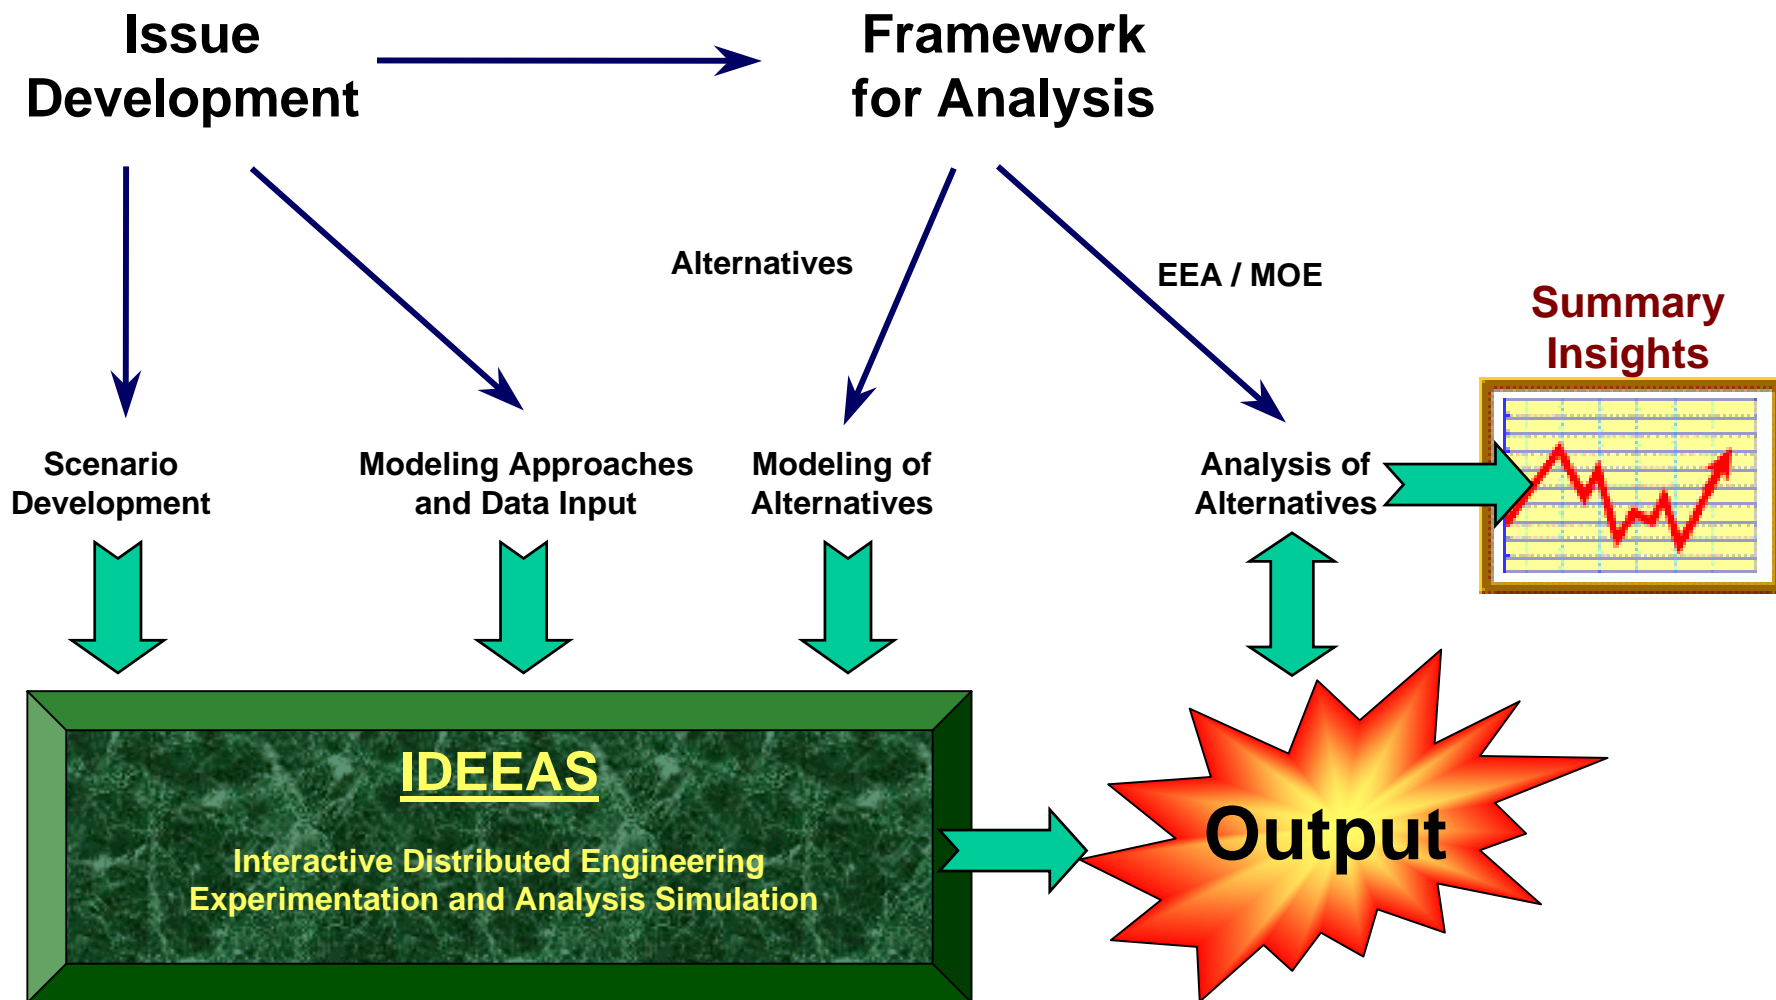 Issue
Development
Framework
for Analysis
Alternatives
EEA / MOE
Summary
Insights
Scenario
Development
Modeling Approaches
and Data Input
Modeling of
Alternatives
Analysis of
Alternatives
IDEEAS
Interactive Distributed Engineering
Experimentation and Analysis Simulation
Output